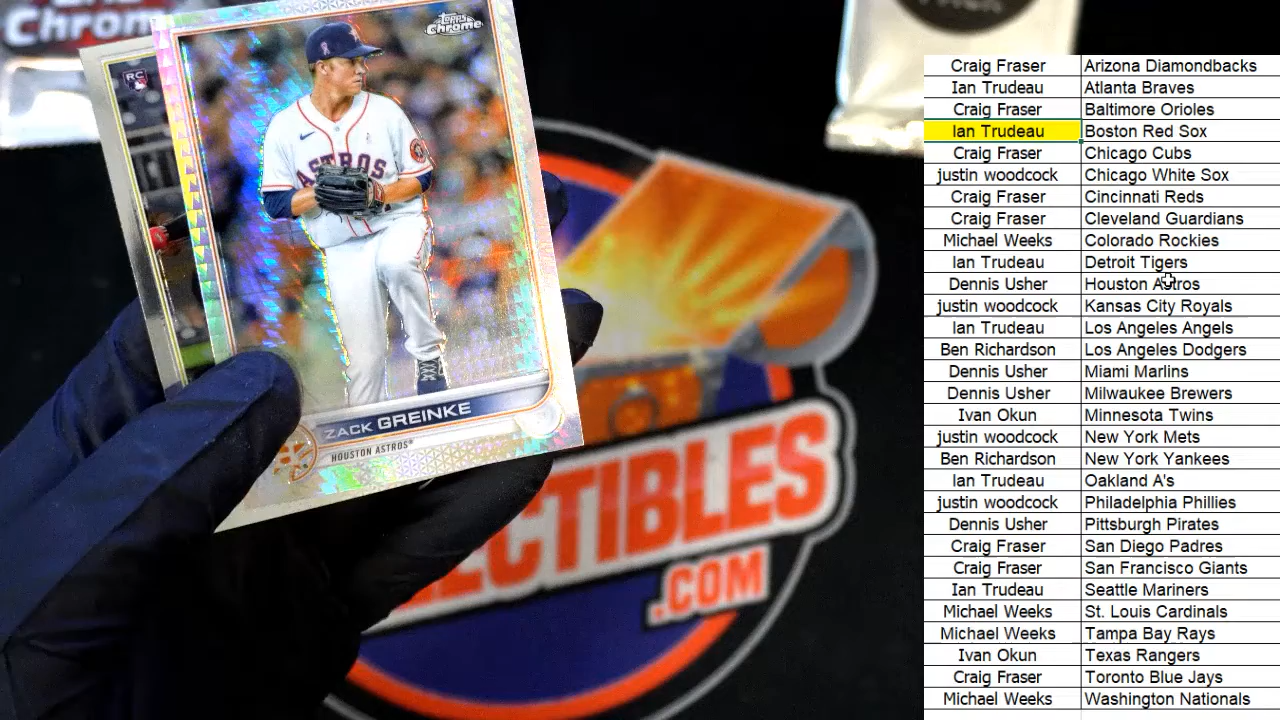 Chrome
Topps
Chrome
RC
ASTROS
ZACK GREINKE
HOUSTON ASTROS
PACK
ECTIBLES
.COM
Craig Fraser Arizona Diamondbacks
Ian Trudeau Atlanta Braves
Craig Fraser Baltimore Orioles
Ian Trudeau Boston Red Sox
Craig Fraser Chicago Cubs
justin woodcock Chicago White Sox
Craig Fraser Cincinnati Reds
Craig Fraser Cleveland Guardians
Michael Weeks Colorado Rockies
Ian Trudeau Detroit Tigers
Dennis Usher Houston Astros
justin woodcock Kansas City Royals
Ian Trudeau Los Angeles Angels
Ben Richardson Los Angeles Dodgers
Dennis Usher Miami Marlins
Dennis Usher Milwaukee Brewers
Ivan Okun Minnesota Twins
justin woodcock New York Mets
Ben Richardson New York Yankees
Ian Trudeau Oakland A's
justin woodcock Philadelphia Phillies
Dennis Usher Pittsburgh Pirates
Craig Fraser San Diego Padres
Craig Fraser San Francisco Giants
Ian Trudeau Seattle Mariners
Michael Weeks St. Louis Cardinals
Michael Weeks Tampa Bay Rays
Ivan Okun Texas Rangers
Craig Fraser Toronto Blue Jays
Michael Weeks Washington Nationals